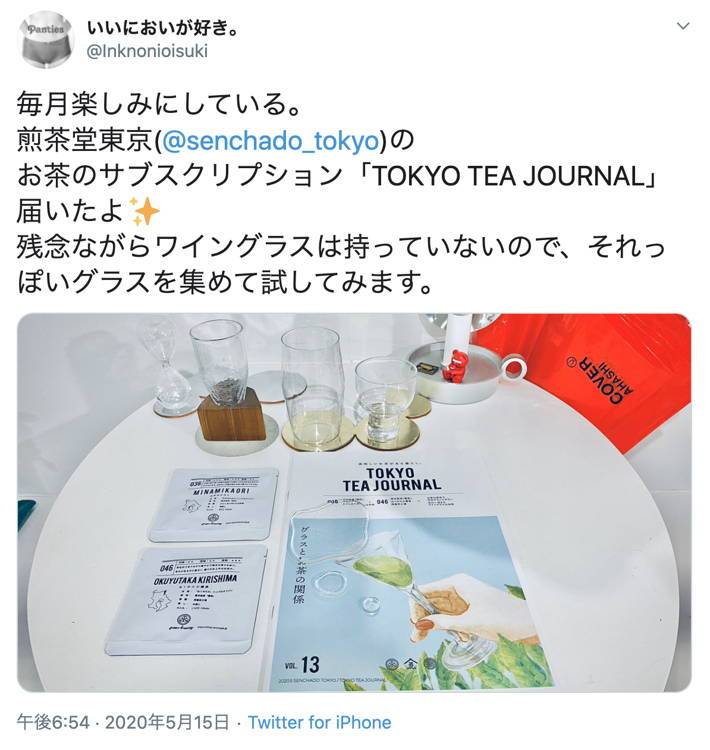 Panties
いいにおいが好き。
@lnknonioisuki
毎月楽しみにしている。
煎茶堂東京(@senchado_tokyo)の
お茶のサブスクリプション「TOKYO TEA JOURNAL」
届いたよ✨
残念ながらワイングラスは持っていないので、それっ
ぽいグラスを集めて試してみます。
COVER
AHASHI
TOKYO
TEA JOURNAL
046
MINAMIKAORI
046
OKUYUTAKA KIRISHIMA
グラスとお茶の関係
VOL. 13
2020© SENCHADO TOKYO / TOKYO TEA JOURNAL
午後6:54 · 2020年5月15日 · Twitter for iPhone